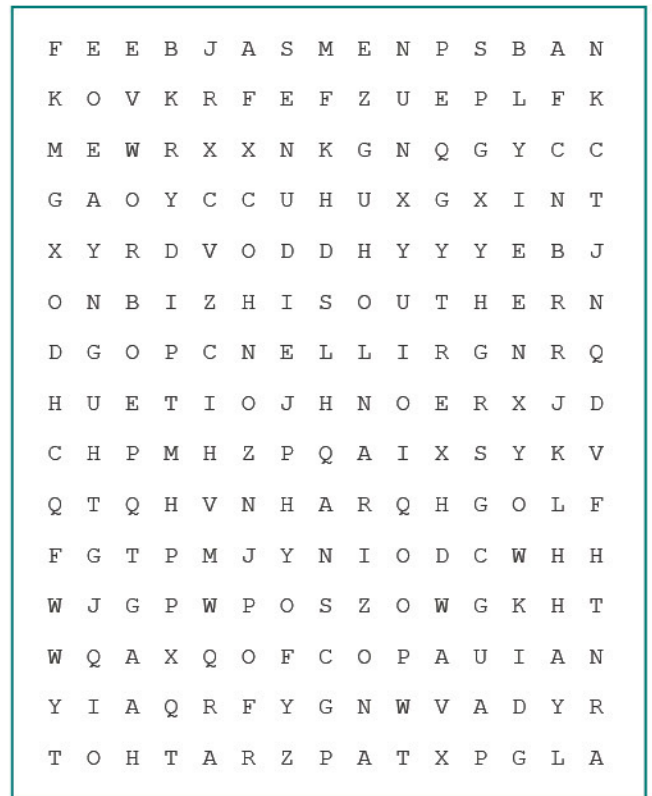 F E E B J A S M E N P S B A N
K O V K R F E F Z U E P L F K
M E W R X X N K G N Q G Y C C
G A O Y C C U H U X G X I N T
X Y R D V O D D H Y Y Y E B J
O N B I Z H I S O U T H E R N
D G O P C N E L L I R G N R Q
H U E T I O J H N O E R X J D
C H P M H Z P Q A I X S Y K V
Q T Q H V N H A R Q H G O L F
F G T P M J Y N I O D C W H H
W J G P W P O S Z O W G K H T
W Q A X Q O F C O P A U I A N
Y I A Q R F Y G N W V A D Y R
T O H T A R Z P A T X P G L A